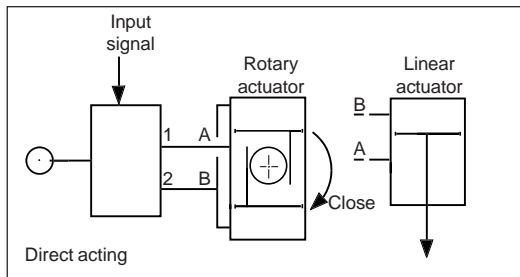 Input
signal
Rotary
actuator
Linear
actuator
1
A
2
B
B
A
Close
Direct acting